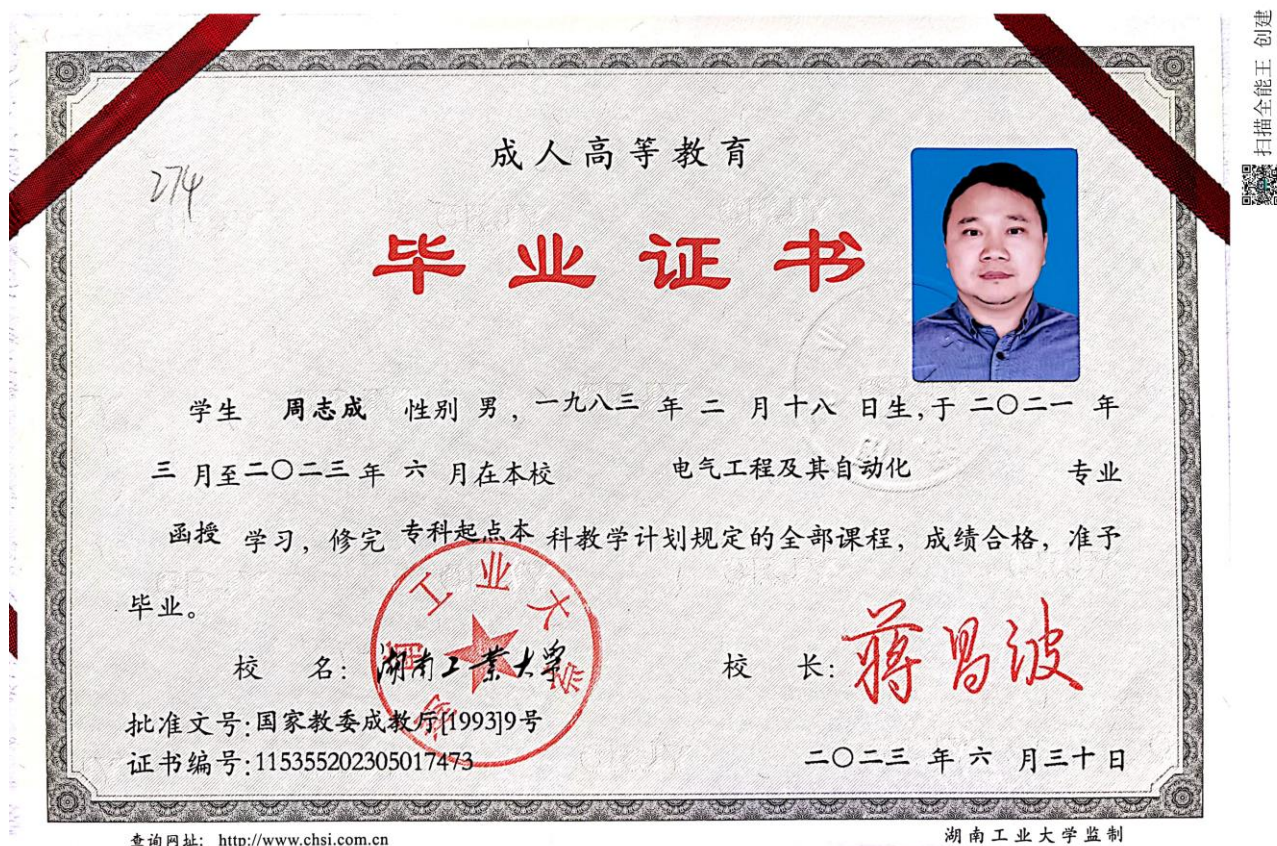 成人高等教育
274
毕业证书
学生 周志成 性别 男，一九八三 年 二 月 十八 日生，于 二〇二一 年
三 月至 二〇二三 年 六 月在本校 电气工程及其自动化 专业
函授 学习，修完 专科起点本 科教学计划规定的全部课程，成绩合格，准予
毕业。
校 名：湖南工業大學
湖南工业大学
校 长：蒋昌波
批准文号：国家教委成教厅[1993]9号
证书编号：115355202305017473
二〇二三 年 六 月 三十 日
查询网址： http://www.chsi.com.cn
湖南工业大学监制
扫描全能王 创建